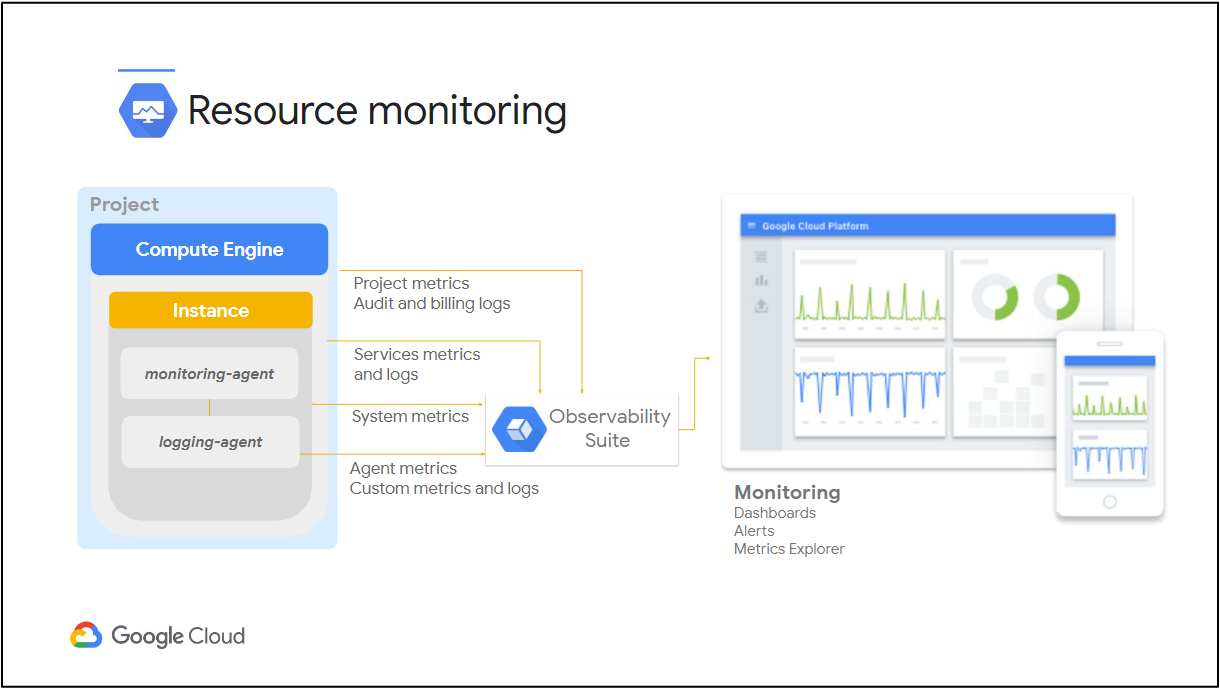 Resource monitoring
Project
Compute Engine
Instance
monitoring-agent
logging-agent
Project metrics
Audit and billing logs
Services metrics
and logs
System metrics
Agent metrics
Custom metrics and logs
Observability
Suite
Google Cloud Platform
Monitoring
Dashboards
Alerts
Metrics Explorer
Google Cloud